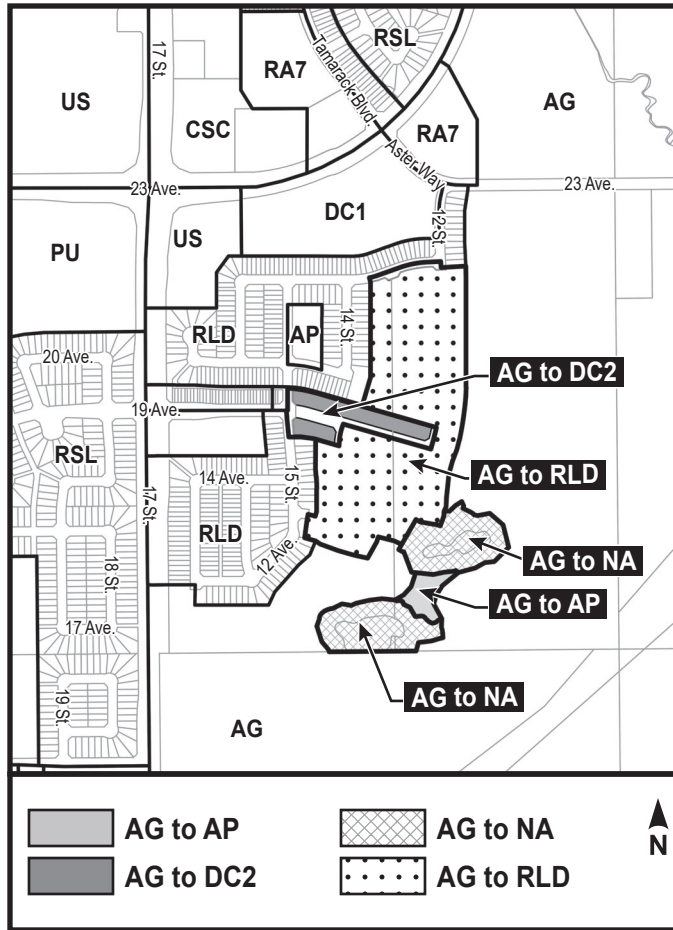 17 St.
Tamarack Blvd.
RSL
US
RA7
AG
CSC
RA7
Aster Way
23 Ave.
23 Ave.
DC1
12 St.
PU
US
RLD
AP
14 St.
20 Ave.
AG to DC2
19 Ave.
RSL
14 Ave.
15 St.
AG to RLD
17 St.
RLD
12 Ave.
AG to NA
18 St.
AG to AP
17 Ave.
AG to NA
19 St.
AG
AG to AP
AG to NA
N
AG to DC2
AG to RLD